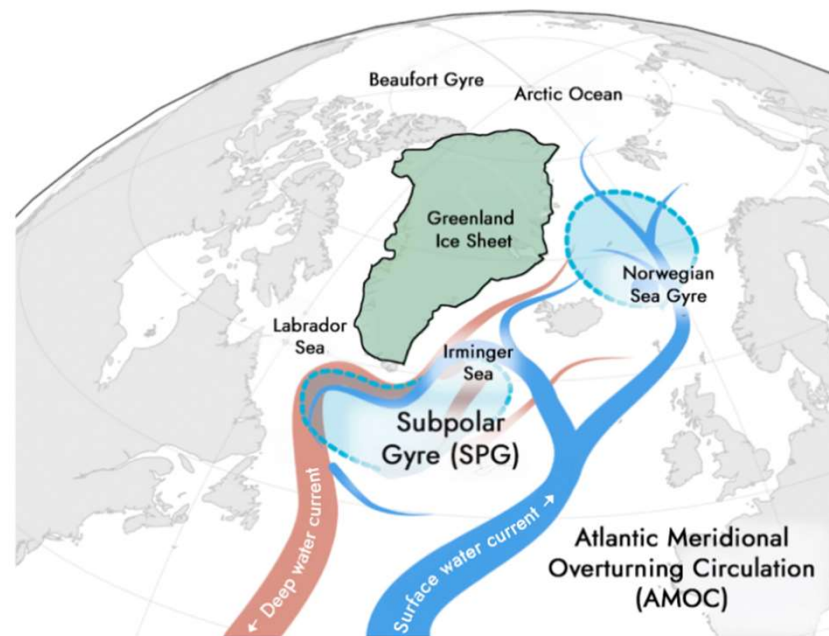 Beaufort Gyre
Arctic Ocean
Greenland
Ice Sheet
Norwegian
Sea Gyre
Labrador
Sea
Irminger
Sea
Subpolar
Gyre (SPG)
← Deep water current
Surface water current →
Atlantic Meridional
Overturning Circulation
(AMOC)